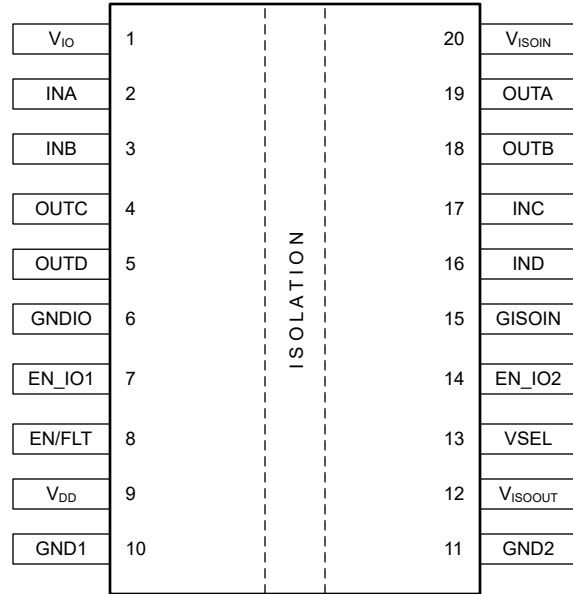 V_IO 1 20 V_ISOIN
INA 2 19 OUTA
INB 3 18 OUTB
OUTC 4 17 INC
OUTD 5 16 IND
GNDIO 6 15 GISOIN
EN_IO1 7 14 EN_IO2
EN/FLT 8 13 VSEL
V_DD 9 12 V_ISOOUT
GND1 10 11 GND2
ISOLATION